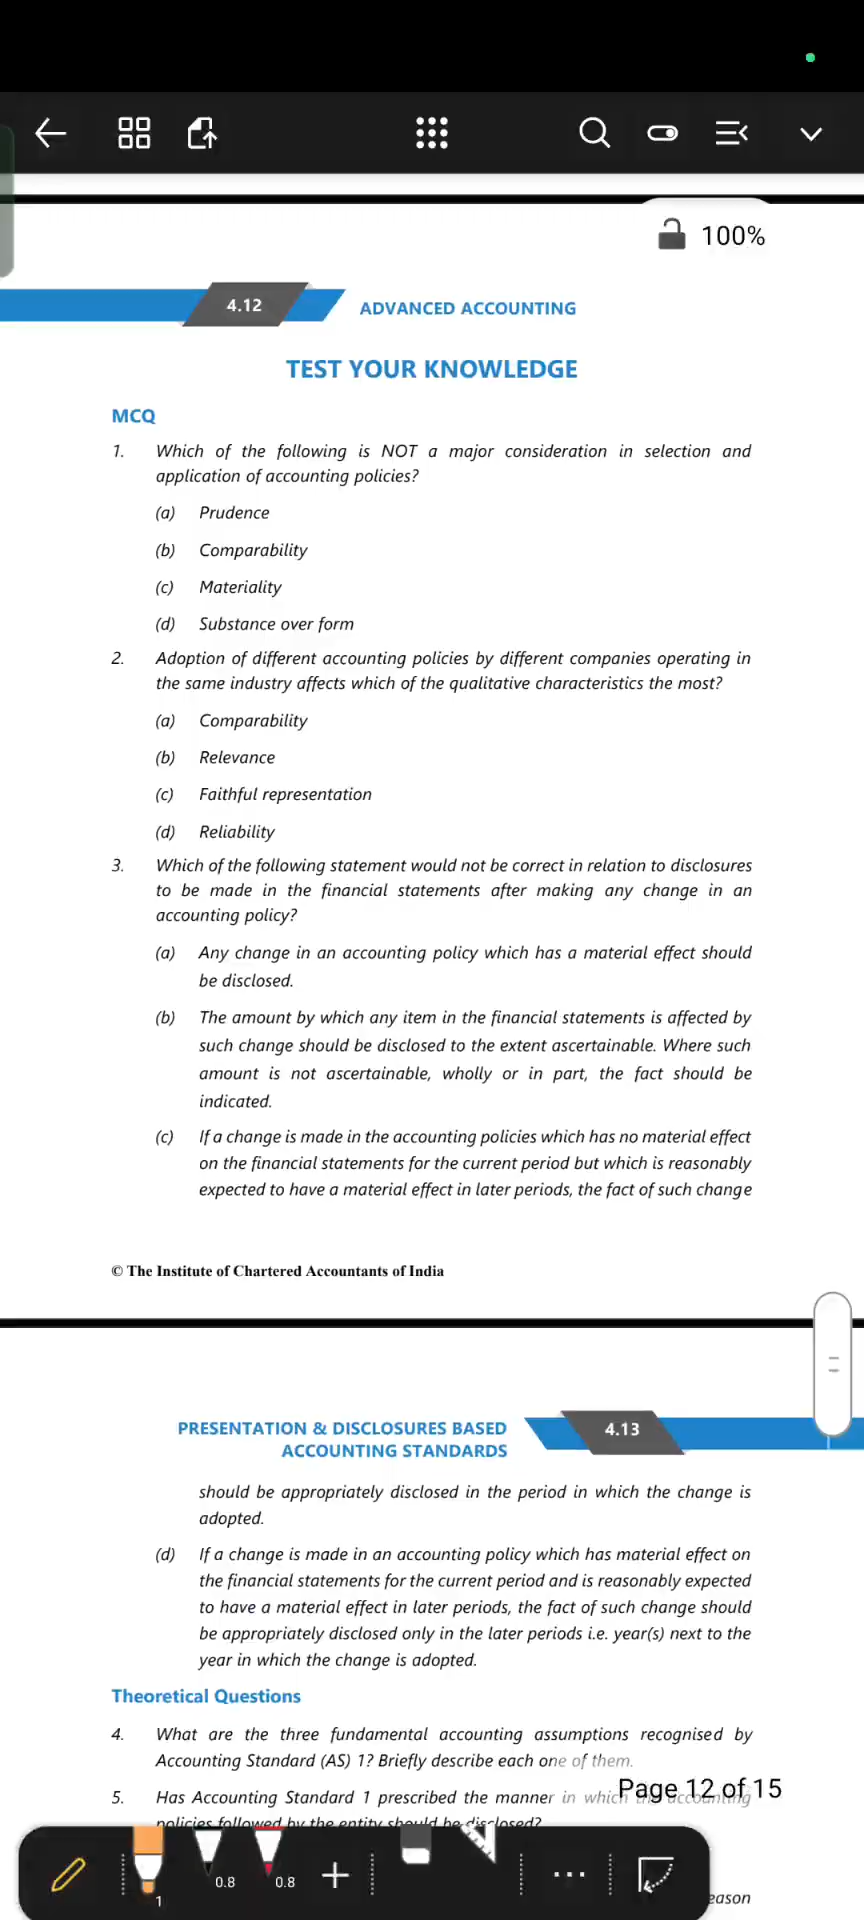 100%
4.12 ADVANCED ACCOUNTING
TEST YOUR KNOWLEDGE
MCQ
1. Which of the following is NOT a major consideration in selection and
application of accounting policies?
(a) Prudence
(b) Comparability
(c) Materiality
(d) Substance over form
2. Adoption of different accounting policies by different companies operating in
the same industry affects which of the qualitative characteristics the most?
(a) Comparability
(b) Relevance
(c) Faithful representation
(d) Reliability
3. Which of the following statement would not be correct in relation to disclosures
to be made in the financial statements after making any change in an
accounting policy?
(a) Any change in an accounting policy which has a material effect should
be disclosed.
(b) The amount by which any item in the financial statements is affected by
such change should be disclosed to the extent ascertainable. Where such
amount is not ascertainable, wholly or in part, the fact should be
indicated.
(c) If a change is made in the accounting policies which has no material effect
on the financial statements for the current period but which is reasonably
expected to have a material effect in later periods, the fact of such change
© The Institute of Chartered Accountants of India
PRESENTATION & DISCLOSURES BASED
ACCOUNTING STANDARDS
4.13
should be appropriately disclosed in the period in which the change is
adopted.
(d) If a change is made in an accounting policy which has material effect on
the financial statements for the current period and is reasonably expected
to have a material effect in later periods, the fact of such change should
be appropriately disclosed only in the later periods i.e. year(s) next to the
year in which the change is adopted.
Theoretical Questions
4. What are the three fundamental accounting assumptions recognised by
Accounting Standard (AS) 1? Briefly describe each one of them.
5. Has Accounting Standard 1 prescribed the manner in which the accounting
Page 12 of 15
policies followed by the entity should be disclosed?
1
0.8
0.8
eason